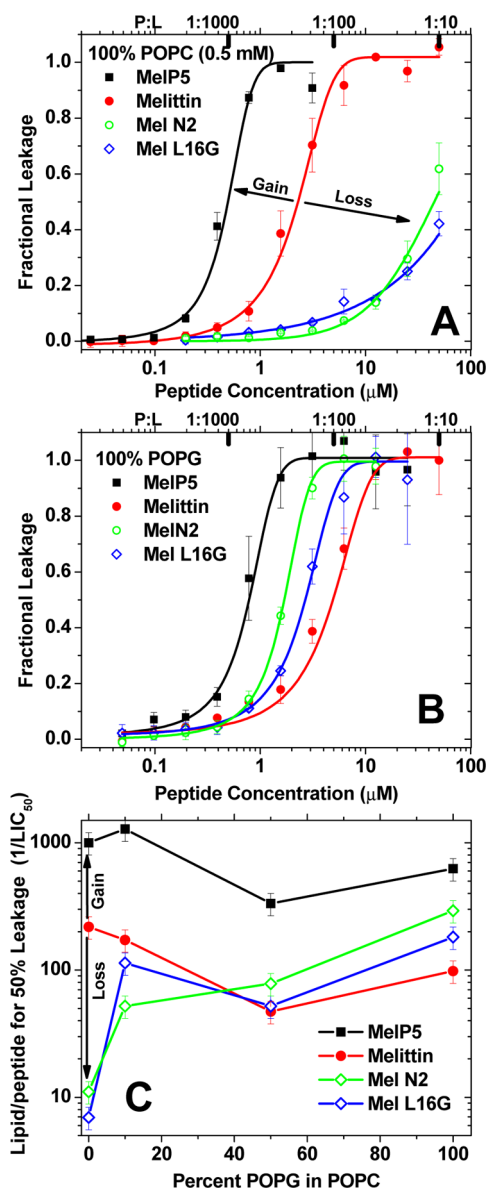 P:L 1:1000 1:100 1:10
100% POPC (0.5 mM)
MelP5
Melittin
Mel N2
Mel L16G
Gain
Loss
A
Fractional Leakage
1.0
0.8
0.6
0.4
0.2
0.0
0.1 1 10 100
Peptide Concentration (μM)
P:L 1:1000 1:100 1:10
100% POPG
MelP5
Melittin
MelN2
Mel L16G
B
Fractional Leakage
1.0
0.8
0.6
0.4
0.2
0.0
0.1 1 10 100
Peptide Concentration (μM)
Lipid/peptide for 50% Leakage (1/LIC50)
1000
100
10
Gain
Loss
C
MelP5
Melittin
Mel N2
Mel L16G
0 20 40 60 80 100
Percent POPG in POPC